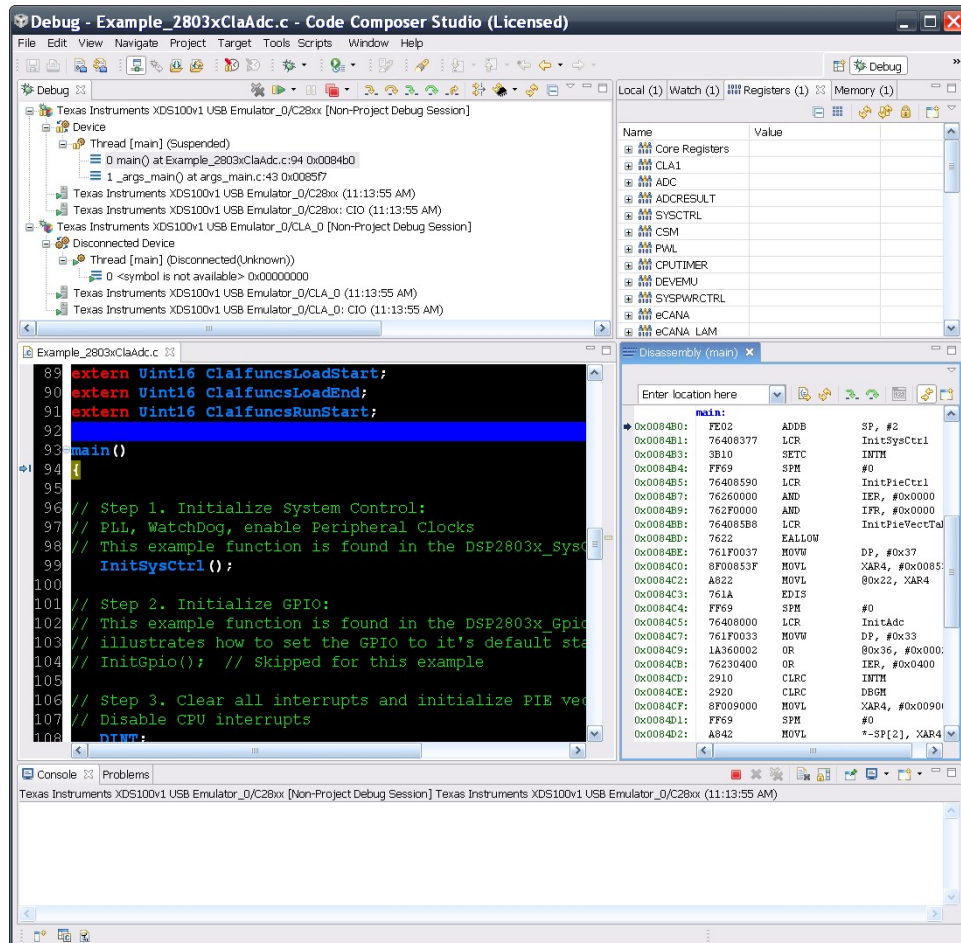 Debug - Example_2803xClaAdc.c - Code Composer Studio (Licensed)
File Edit View Navigate Project Target Tools Scripts Window Help
Debug
»
Debug
Texas Instruments XDS100v1 USB Emulator_0/C28xx [Non-Project Debug Session]
Device
Thread [main] (Suspended)
0 main() at Example_2803xClaAdc.c:94 0x0084b0
1 _args_main() at args_main.c:43 0x0085f7
Texas Instruments XDS100v1 USB Emulator_0/C28xx (11:13:55 AM)
Texas Instruments XDS100v1 USB Emulator_0/C28xx: CIO (11:13:55 AM)
Texas Instruments XDS100v1 USB Emulator_0/CLA_0 [Non-Project Debug Session]
Disconnected Device
Thread [main] (Disconnected(Unknown))
0 <symbol is not available> 0x00000000
Texas Instruments XDS100v1 USB Emulator_0/CLA_0 (11:13:55 AM)
Texas Instruments XDS100v1 USB Emulator_0/CLA_0: CIO (11:13:55 AM)
Local (1) Watch (1) Registers (1) Memory (1)
Name Value
Core Registers
CLA1
ADC
ADCRESULT
SYSCTRL
CSM
PWL
CPUTIMER
DEVEMU
SYSPWRCTRL
eCANA
eCANA_LAM
Example_2803xClaAdc.c
89 extern Uint16 Cla1funcsLoadStart;
90 extern Uint16 Cla1funcsLoadEnd;
91 extern Uint16 Cla1funcsRunStart;
92
93 main()
94 {
95
96 // Step 1. Initialize System Control:
97 // PLL, WatchDog, enable Peripheral Clocks
98 // This example function is found in the DSP2803x_SysC
99 InitSysCtrl();
100
101 // Step 2. Initialize GPIO:
102 // This example function is found in the DSP2803x_Gpio
103 // illustrates how to set the GPIO to it's default sta
104 // InitGpio(); // Skipped for this example
105
106 // Step 3. Clear all interrupts and initialize PIE vec
107 // Disable CPU interrupts
108 DINT;
Disassembly (main)
Enter location here
main:
0x0084B0: FE02 ADDB SP, #2
0x0084B1: 76408377 LCR InitSysCtrl
0x0084B3: 3B10 SETC INTM
0x0084B4: FF69 SPM #0
0x0084B5: 76408590 LCR InitPieCtrl
0x0084B7: 76260000 AND IER, #0x0000
0x0084B9: 762F0000 AND IFR, #0x0000
0x0084BB: 764085B8 LCR InitPieVectTal
0x0084BD: 7622 EALLOW
0x0084BE: 761F0037 MOVW DP, #0x37
0x0084C0: 8F00853F MOVL XAR4, #0x0085
0x0084C2: A822 MOVL @0x22, XAR4
0x0084C3: 761A EDIS
0x0084C4: FF69 SPM #0
0x0084C5: 76408000 LCR InitAdc
0x0084C7: 761F0033 MOVW DP, #0x33
0x0084C9: 1A360002 OR @0x36, #0x000
0x0084CB: 76230400 OR IER, #0x0400
0x0084CD: 2910 CLRC INTM
0x0084CE: 2920 CLRC DBGM
0x0084CF: 8F009000 MOVL XAR4, #0x0090
0x0084D1: FF69 SPM #0
0x0084D2: A842 MOVL *-SP[2], XAR4
Console Problems
Texas Instruments XDS100v1 USB Emulator_0/C28xx [Non-Project Debug Session] Texas Instruments XDS100v1 USB Emulator_0/C28xx (11:13:55 AM)